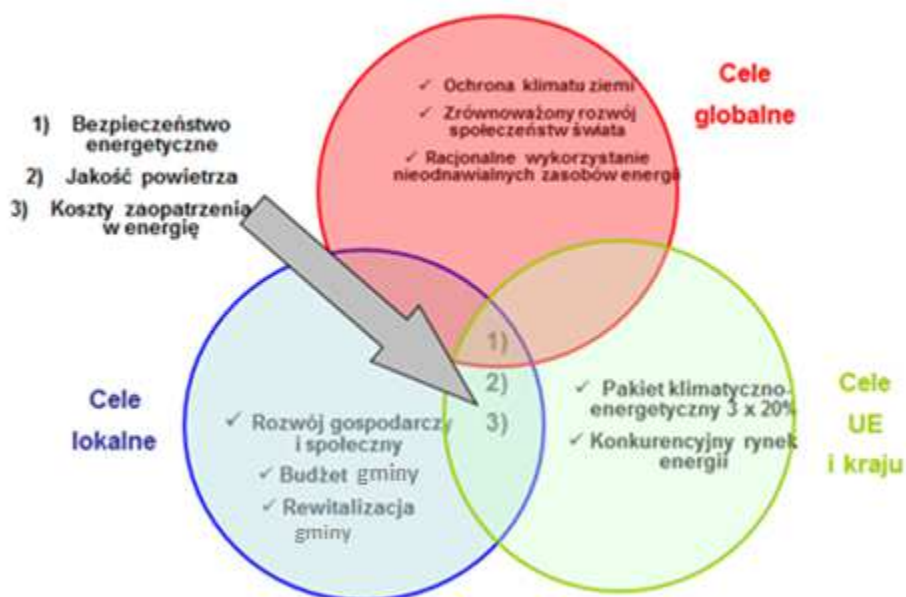 ✓ Ochrona klimatu ziemi
✓ Zrównoważony rozwój
społeczeństw świata
✓ Racjonalne wykorzystanie
nieodnawialnych zasobów energii
Cele
globalne
1) Bezpieczeństwo
energetyczne
2) Jakość powietrza
3) Koszty zaopatrzenia
w energię
1)
2)
3)
Cele
lokalne
✓ Rozwój gospodarczy
i społeczny
✓ Budżet gminy
✓ Rewitalizacja
gminy
✓ Pakiet klimatyczno-
energetyczny 3 x 20%
✓ Konkurencyjny rynek
energii
Cele
UE
i kraju